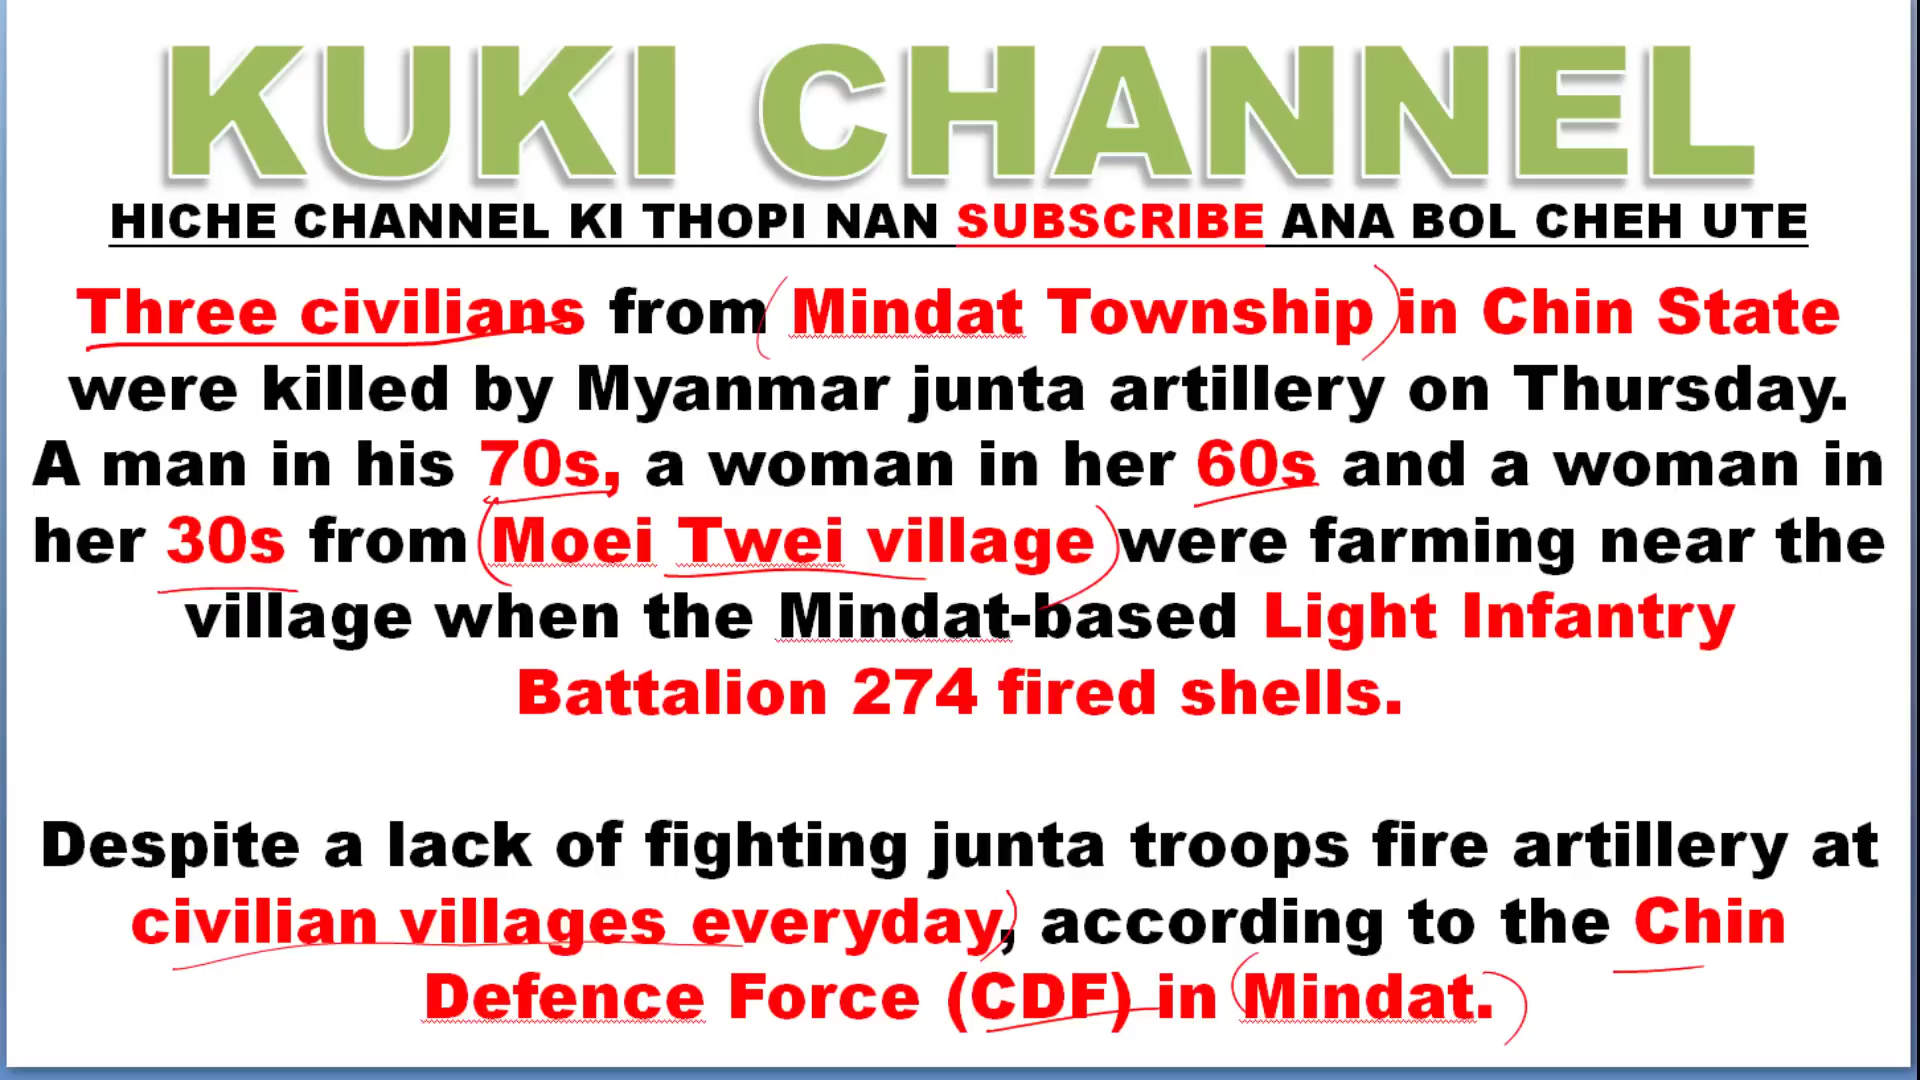 KUKI CHANNEL
HICHE CHANNEL KI THOPI NAN SUBSCRIBE ANA BOL CHEH UTE
Three civilians from Mindat Township in Chin State
were killed by Myanmar junta artillery on Thursday.
A man in his 70s, a woman in her 60s and a woman in
her 30s from Moei Twei village were farming near the
village when the Mindat-based Light Infantry
Battalion 274 fired shells.
Despite a lack of fighting junta troops fire artillery at
civilian villages everyday, according to the Chin
Defence Force (CDF) in Mindat.